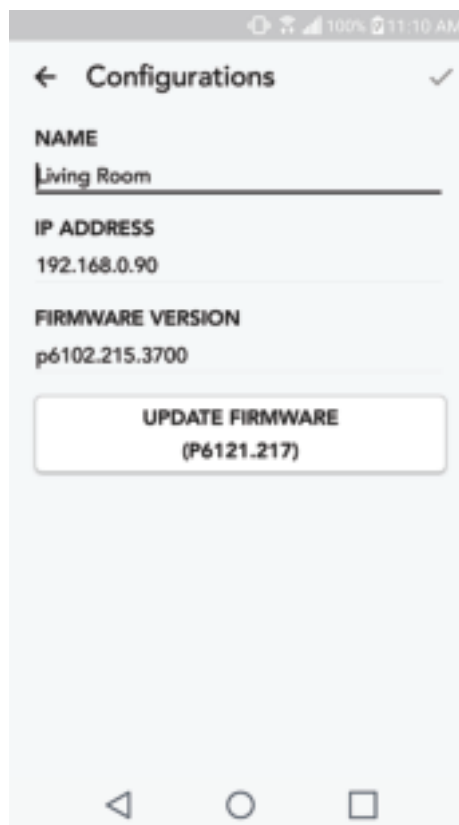 100% 11:10 AM
Configurations
NAME
Living Room
IP ADDRESS
192.168.0.90
FIRMWARE VERSION
p6102.215.3700
UPDATE FIRMWARE
(P6121.217)